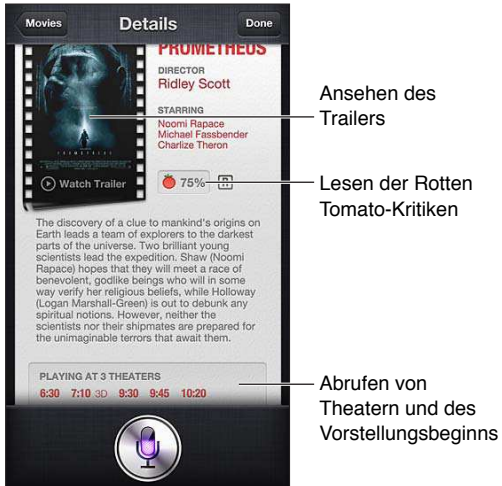 Movies
Details
Done
PROMETHEUS
DIRECTOR
Ridley Scott
STARRING
Noomi Rapace
Michael Fassbender
Charlize Theron
PROMETHEUS
Watch Trailer
75%
R
The discovery of a clue to mankind's origins on
Earth leads a team of explorers to the darkest
parts of the universe. Two brilliant young
scientists lead the expedition. Shaw (Noomi
Rapace) hopes that they will meet a race of
benevolent, godlike beings who will in some
way verify her religious beliefs, while Holloway
(Logan Marshall-Green) is out to debunk any
spiritual notions. However, neither the
scientists nor their shipmates are prepared for
the unimaginable terrors that await them.
PLAYING AT 3 THEATERS
6:30 7:10 3D 9:30 9:45 10:20
Ansehen des
Trailers
Lesen der Rotten
Tomato-Kritiken
Abrufen von
Theatern und des
Vorstellungsbeginns